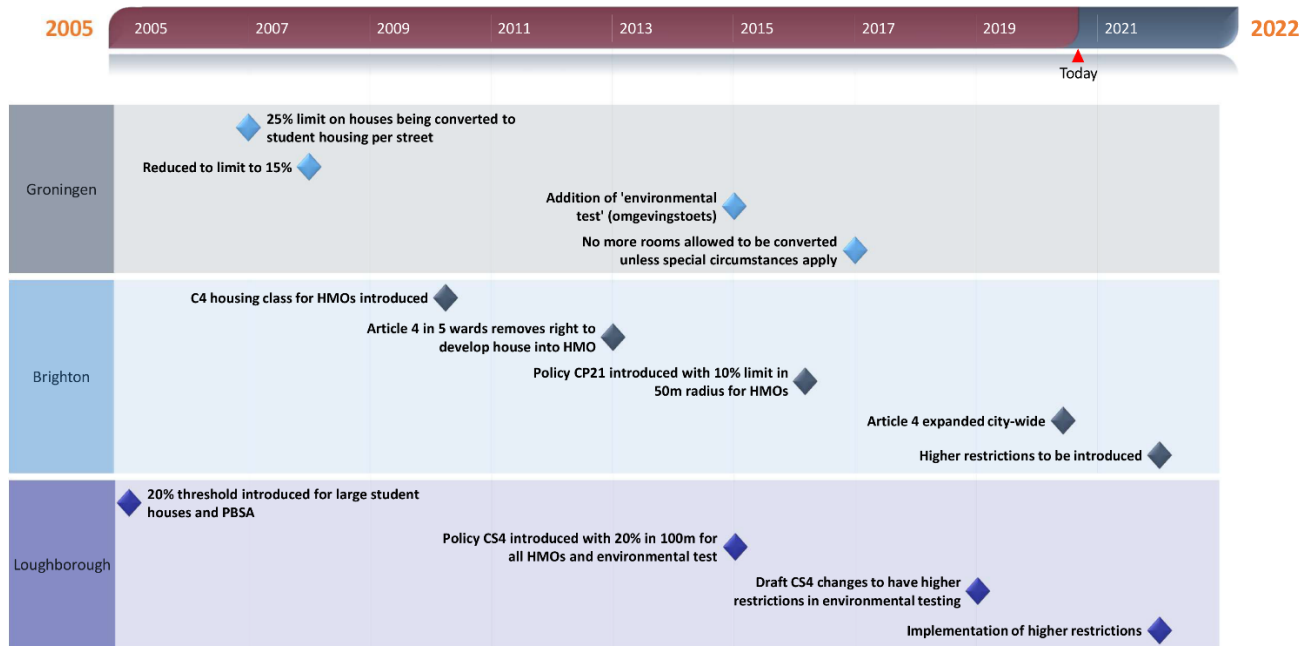 2005
2005
2007
2009
2011
2013
2015
2017
2019
2021
2022
Today
Groningen
25% limit on houses being converted to
student housing per street
Reduced to limit to 15%
Addition of 'environmental
test' (omgevingstoets)
No more rooms allowed to be converted
unless special circumstances apply
Brighton
C4 housing class for HMOs introduced
Article 4 in 5 wards removes right to
develop house into HMO
Policy CP21 introduced with 10% limit in
50m radius for HMOs
Article 4 expanded city-wide
Higher restrictions to be introduced
Loughborough
20% threshold introduced for large student
houses and PBSA
Policy CS4 introduced with 20% in 100m for
all HMOs and environmental test
Draft CS4 changes to have higher
restrictions in environmental testing
Implementation of higher restrictions